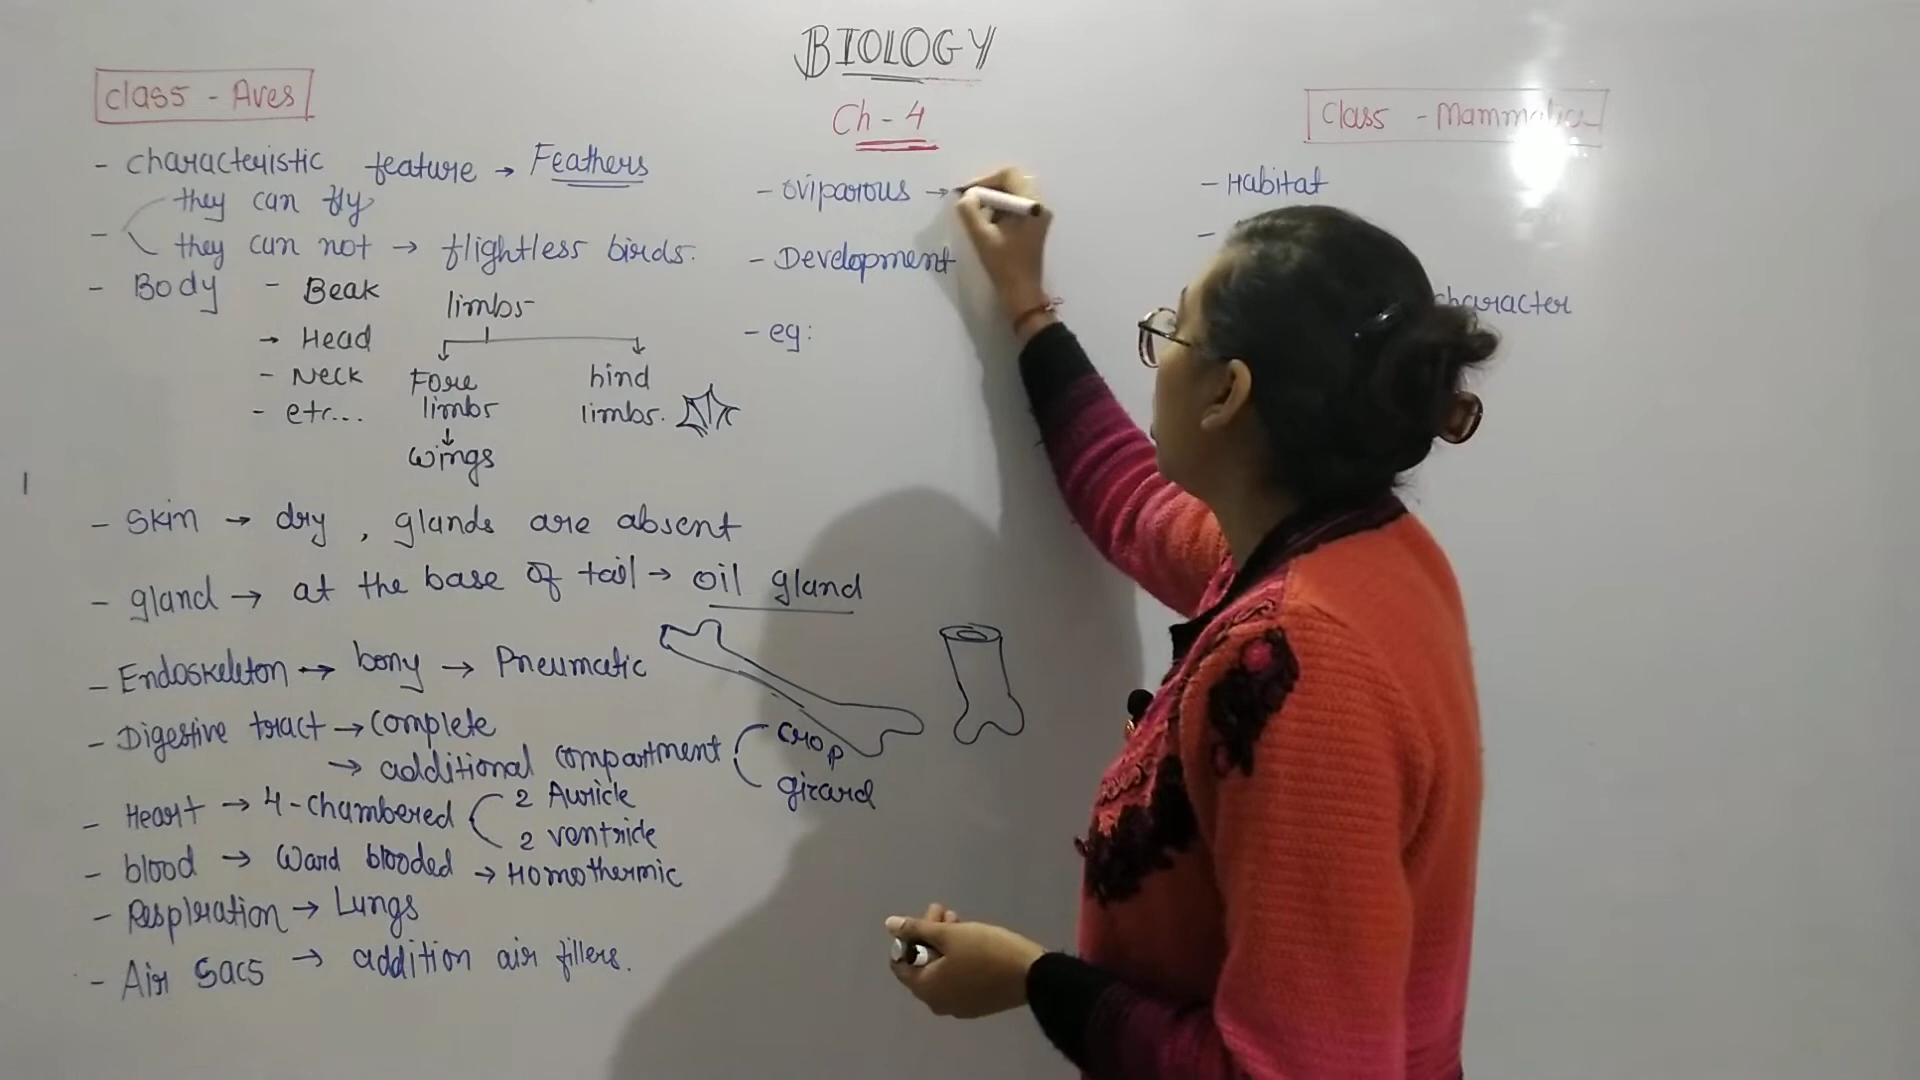 BIOLOGY
Ch - 4
Class - Aves
- characteristic feature → Feathers
they can fly
-
they can not → flightless birds.
- Body - Beak
→ Head
- Neck
- etc...
limbs
Fore limbs
hind limbs.
wings
- Skin → dry , glands are absent
- gland → at the base of tail → oil gland
- Endoskeleton → bony → Pneumatic
- Digestive tract → complete
→ additional compartment
crop
gizard
- Heart → 4-chambered
2 Auricle
2 ventricle
- blood → Ward blooded → Homothermic
- Respiration → Lungs
- Air Sacs → addition air fillers.
- oviparous →
- Development
- eg:
Class - Mammalia
- Habitat
-
character